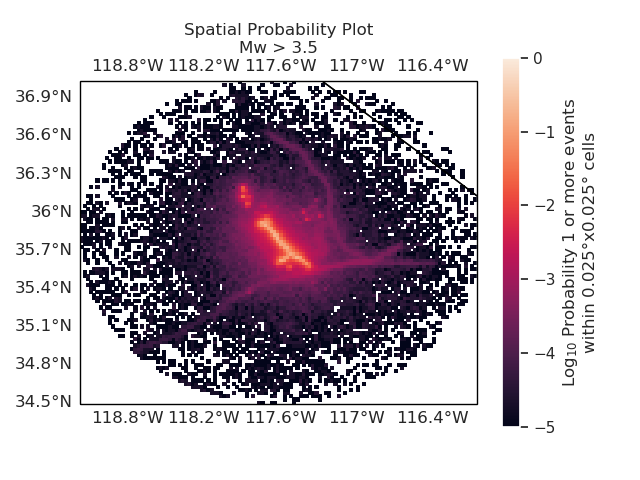 Spatial Probability Plot
Mw > 3.5
118.8°W 118.2°W 117.6°W 117°W 116.4°W
36.9°N
36.6°N
36.3°N
36°N
35.7°N
35.4°N
35.1°N
34.8°N
34.5°N
118.8°W 118.2°W 117.6°W 117°W 116.4°W
0
−1
−2
−3
−4
−5
Log₁₀ Probability 1 or more events
within 0.025°x0.025° cells